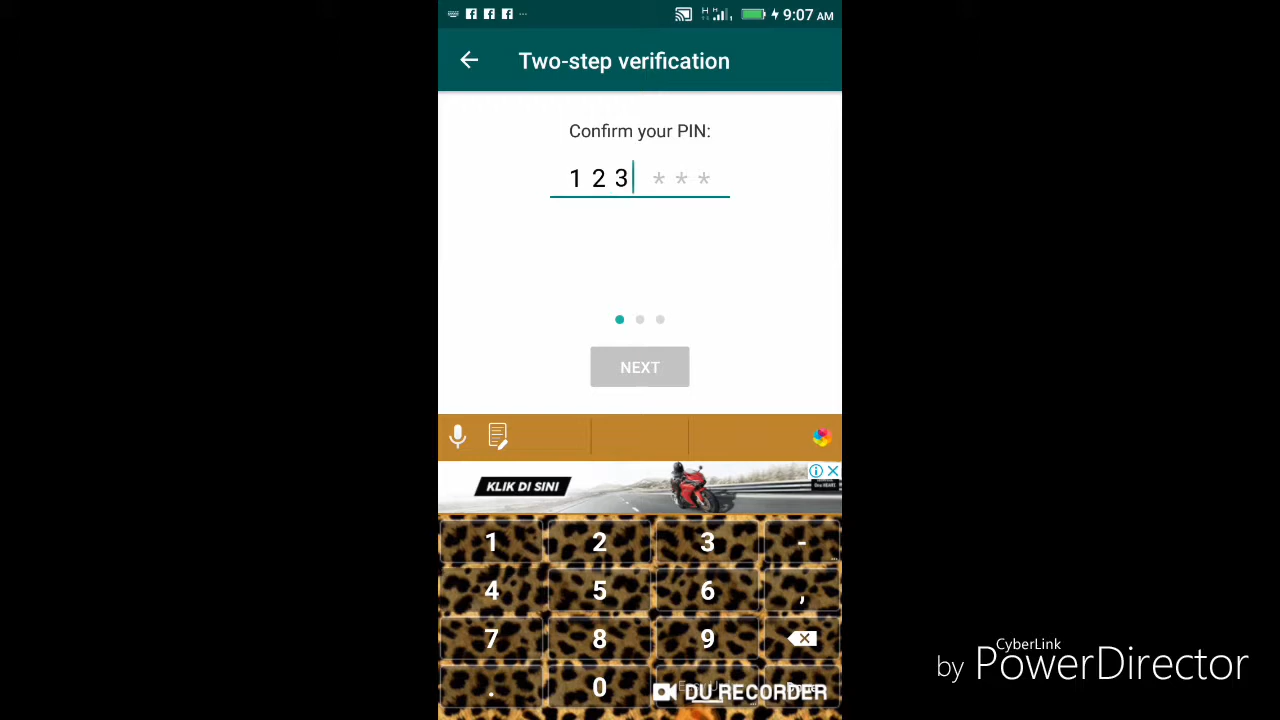 9:07 AM
Two-step verification
Confirm your PIN:
1 2 3 * * *
NEXT
KLIK DI SINI
1 2 3 -
4 5 6 ,
7 8 9
. 0
DU RECORDER
CyberLink
by PowerDirector